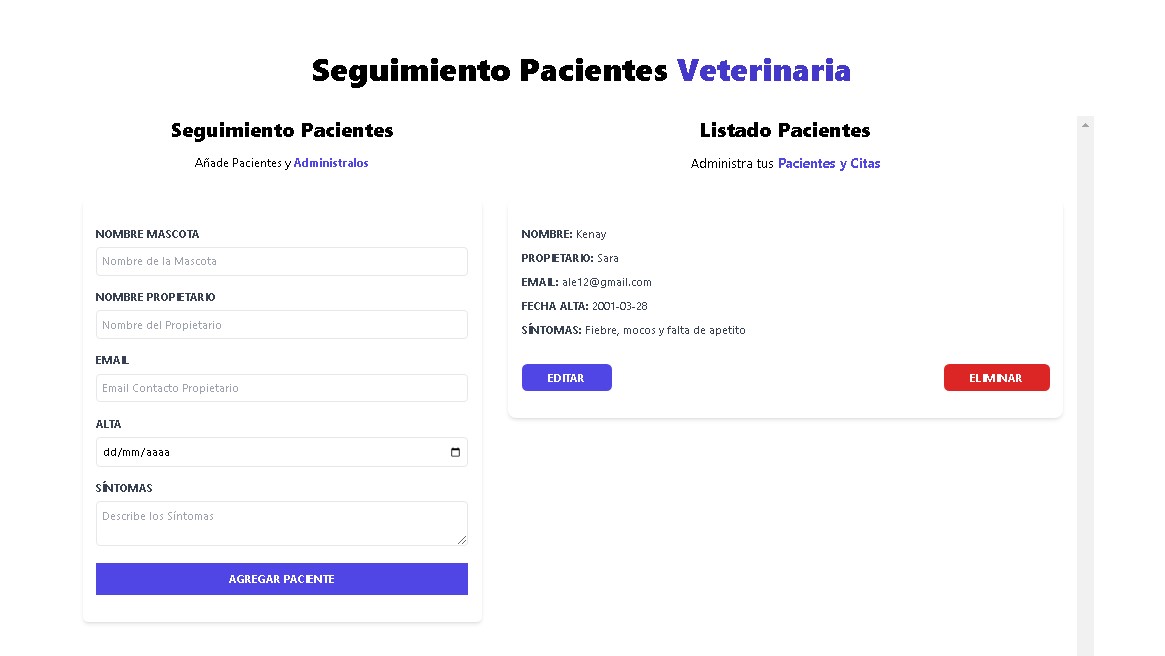 Seguimiento Pacientes Veterinaria
Seguimiento Pacientes
Añade Pacientes y Administralos
NOMBRE MASCOTA
Nombre de la Mascota
NOMBRE PROPIETARIO
Nombre del Propietario
EMAIL
Email Contacto Propietario
ALTA
dd/mm/aaaa
SÍNTOMAS
Describe los Síntomas
AGREGAR PACIENTE
Listado Pacientes
Administra tus Pacientes y Citas
NOMBRE: Kenay
PROPIETARIO: Sara
EMAIL: ale12@gmail.com
FECHA ALTA: 2001-03-28
SÍNTOMAS: Fiebre, mocos y falta de apetito
EDITAR
ELIMINAR